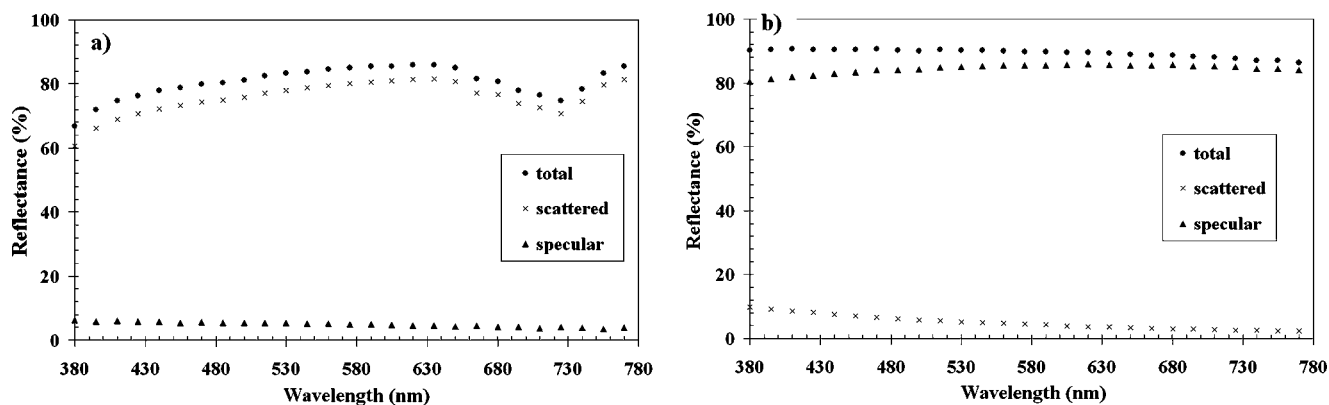 a)
Reflectance (%)
100
80
60
40
20
0
total
scattered
specular
380 430 480 530 580 630 680 730 780
Wavelength (nm)
b)
Reflectance (%)
100
80
60
40
20
0
total
scattered
specular
380 430 480 530 580 630 680 730 780
Wavelength (nm)